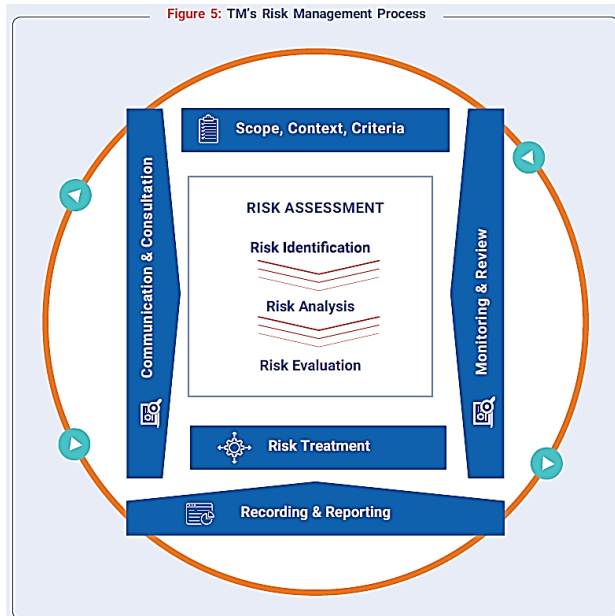 Figure 5: TM's Risk Management Process
Scope, Context, Criteria
Communication & Consultation
RISK ASSESSMENT
Risk Identification
Risk Analysis
Risk Evaluation
Monitoring & Review
Risk Treatment
Recording & Reporting